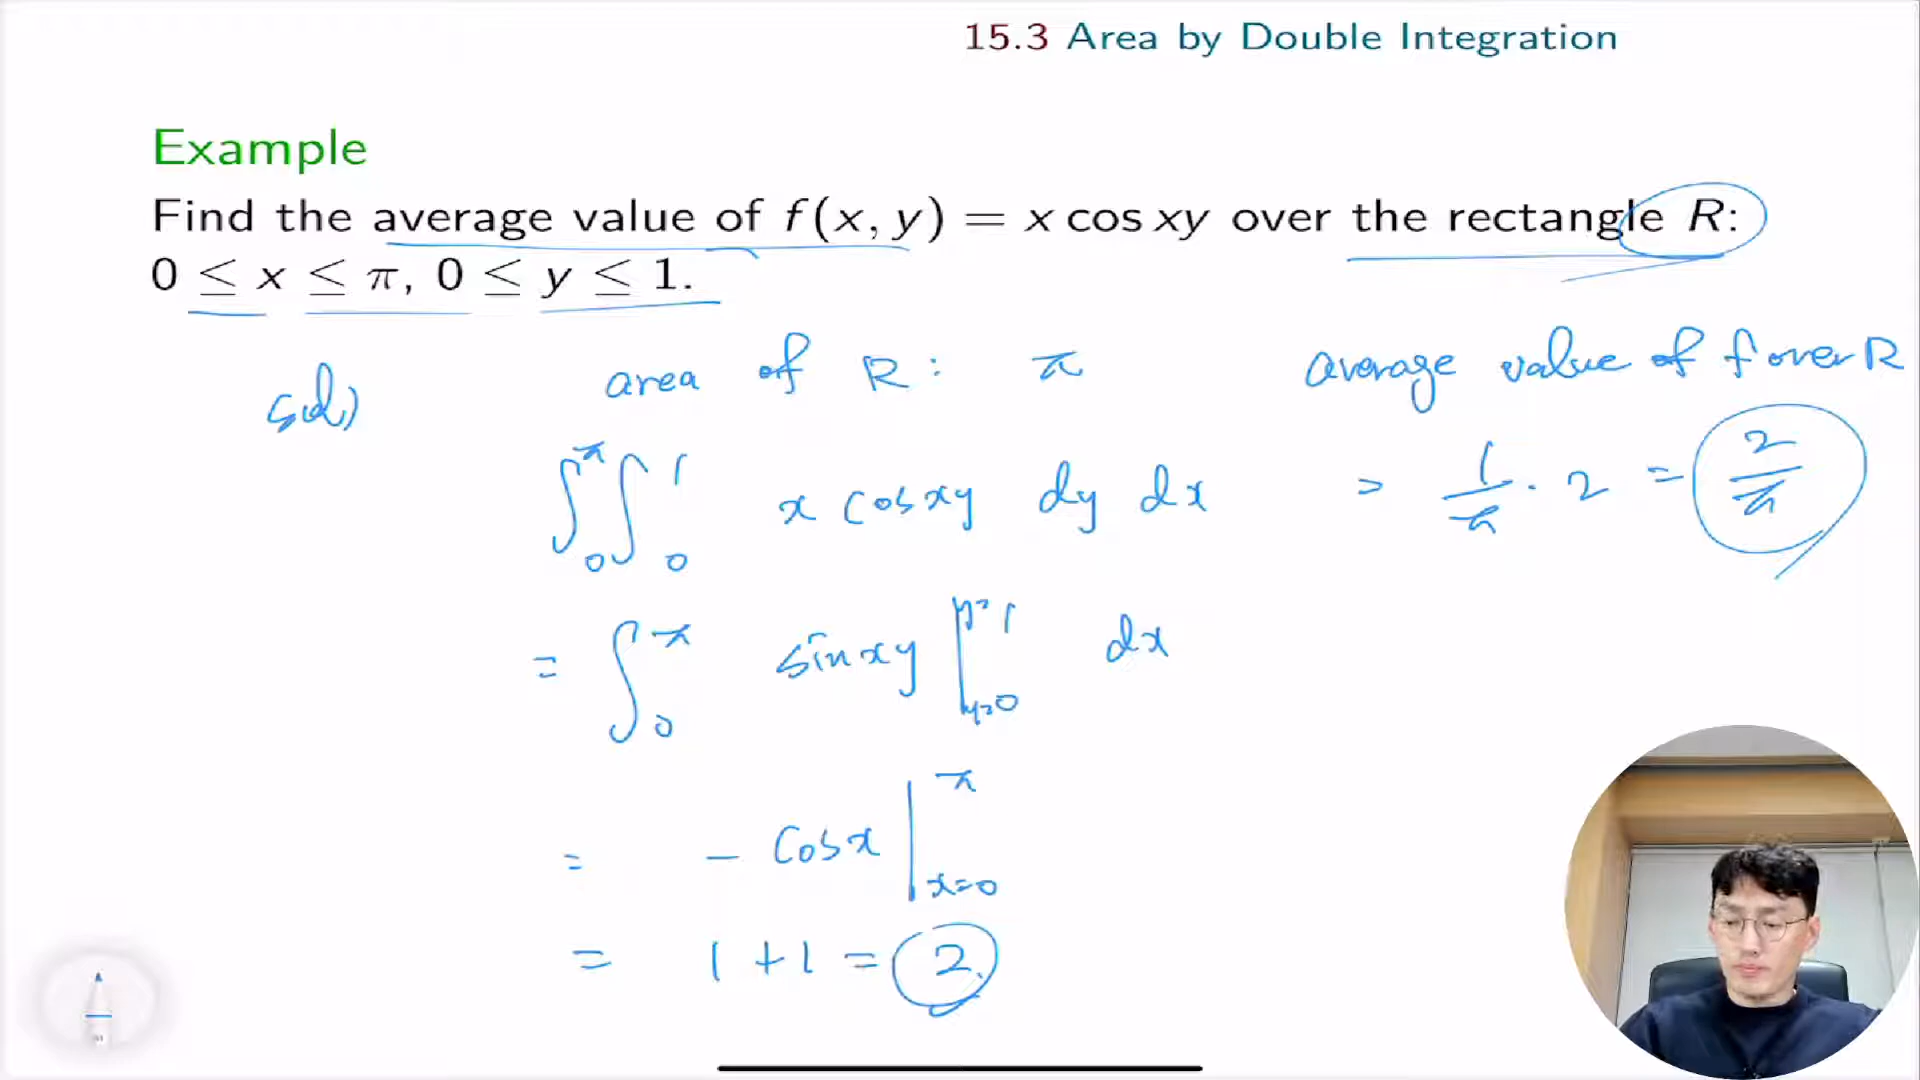 15.3 Area by Double Integration
Example
Find the average value of f(x, y) = x cos xy over the rectangle R:
0 ≤ x ≤ π, 0 ≤ y ≤ 1.
sol)
area of R : π
∫₀^π ∫₀^1 x cos xy dy dx
= ∫₀^π sin xy |_{y=0}^{y=1} dx
= - cos x |_{x=0}^{π}
= 1 + 1 = 2.
average value of f over R
= 1/π · 2 = 2/π